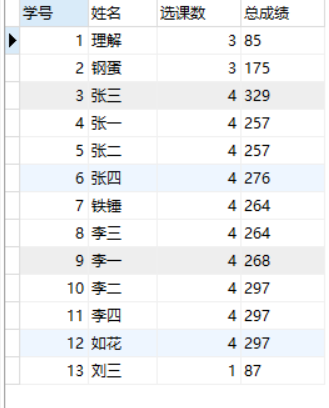 学号 姓名 选课数 总成绩
1 理解 3 85
2 钢蛋 3 175
3 张三 4 329
4 张一 4 257
5 张二 4 257
6 张四 4 276
7 铁锤 4 264
8 李三 4 264
9 李一 4 268
10 李二 4 297
11 李四 4 297
12 如花 4 297
13 刘三 1 87